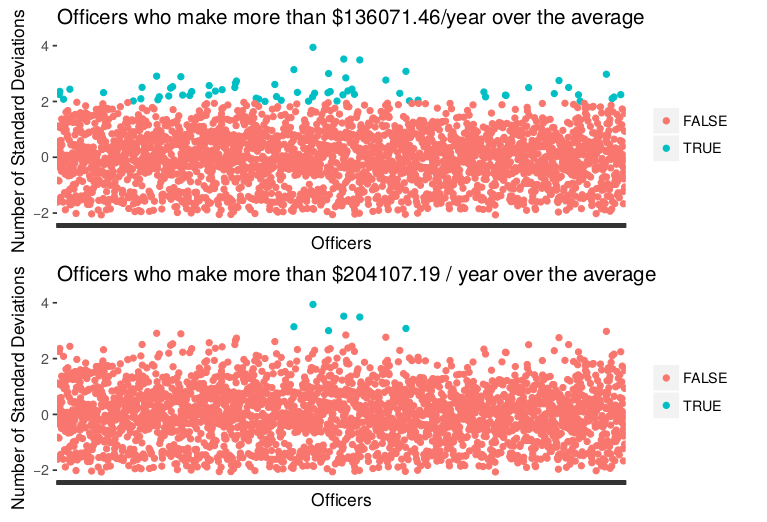 Officers who make more than $136071.46/year over the average
Number of Standard Deviations
4
2
0
−2
Officers
FALSE
TRUE
Officers who make more than $204107.19 / year over the average
Number of Standard Deviations
4
2
0
−2
Officers
FALSE
TRUE